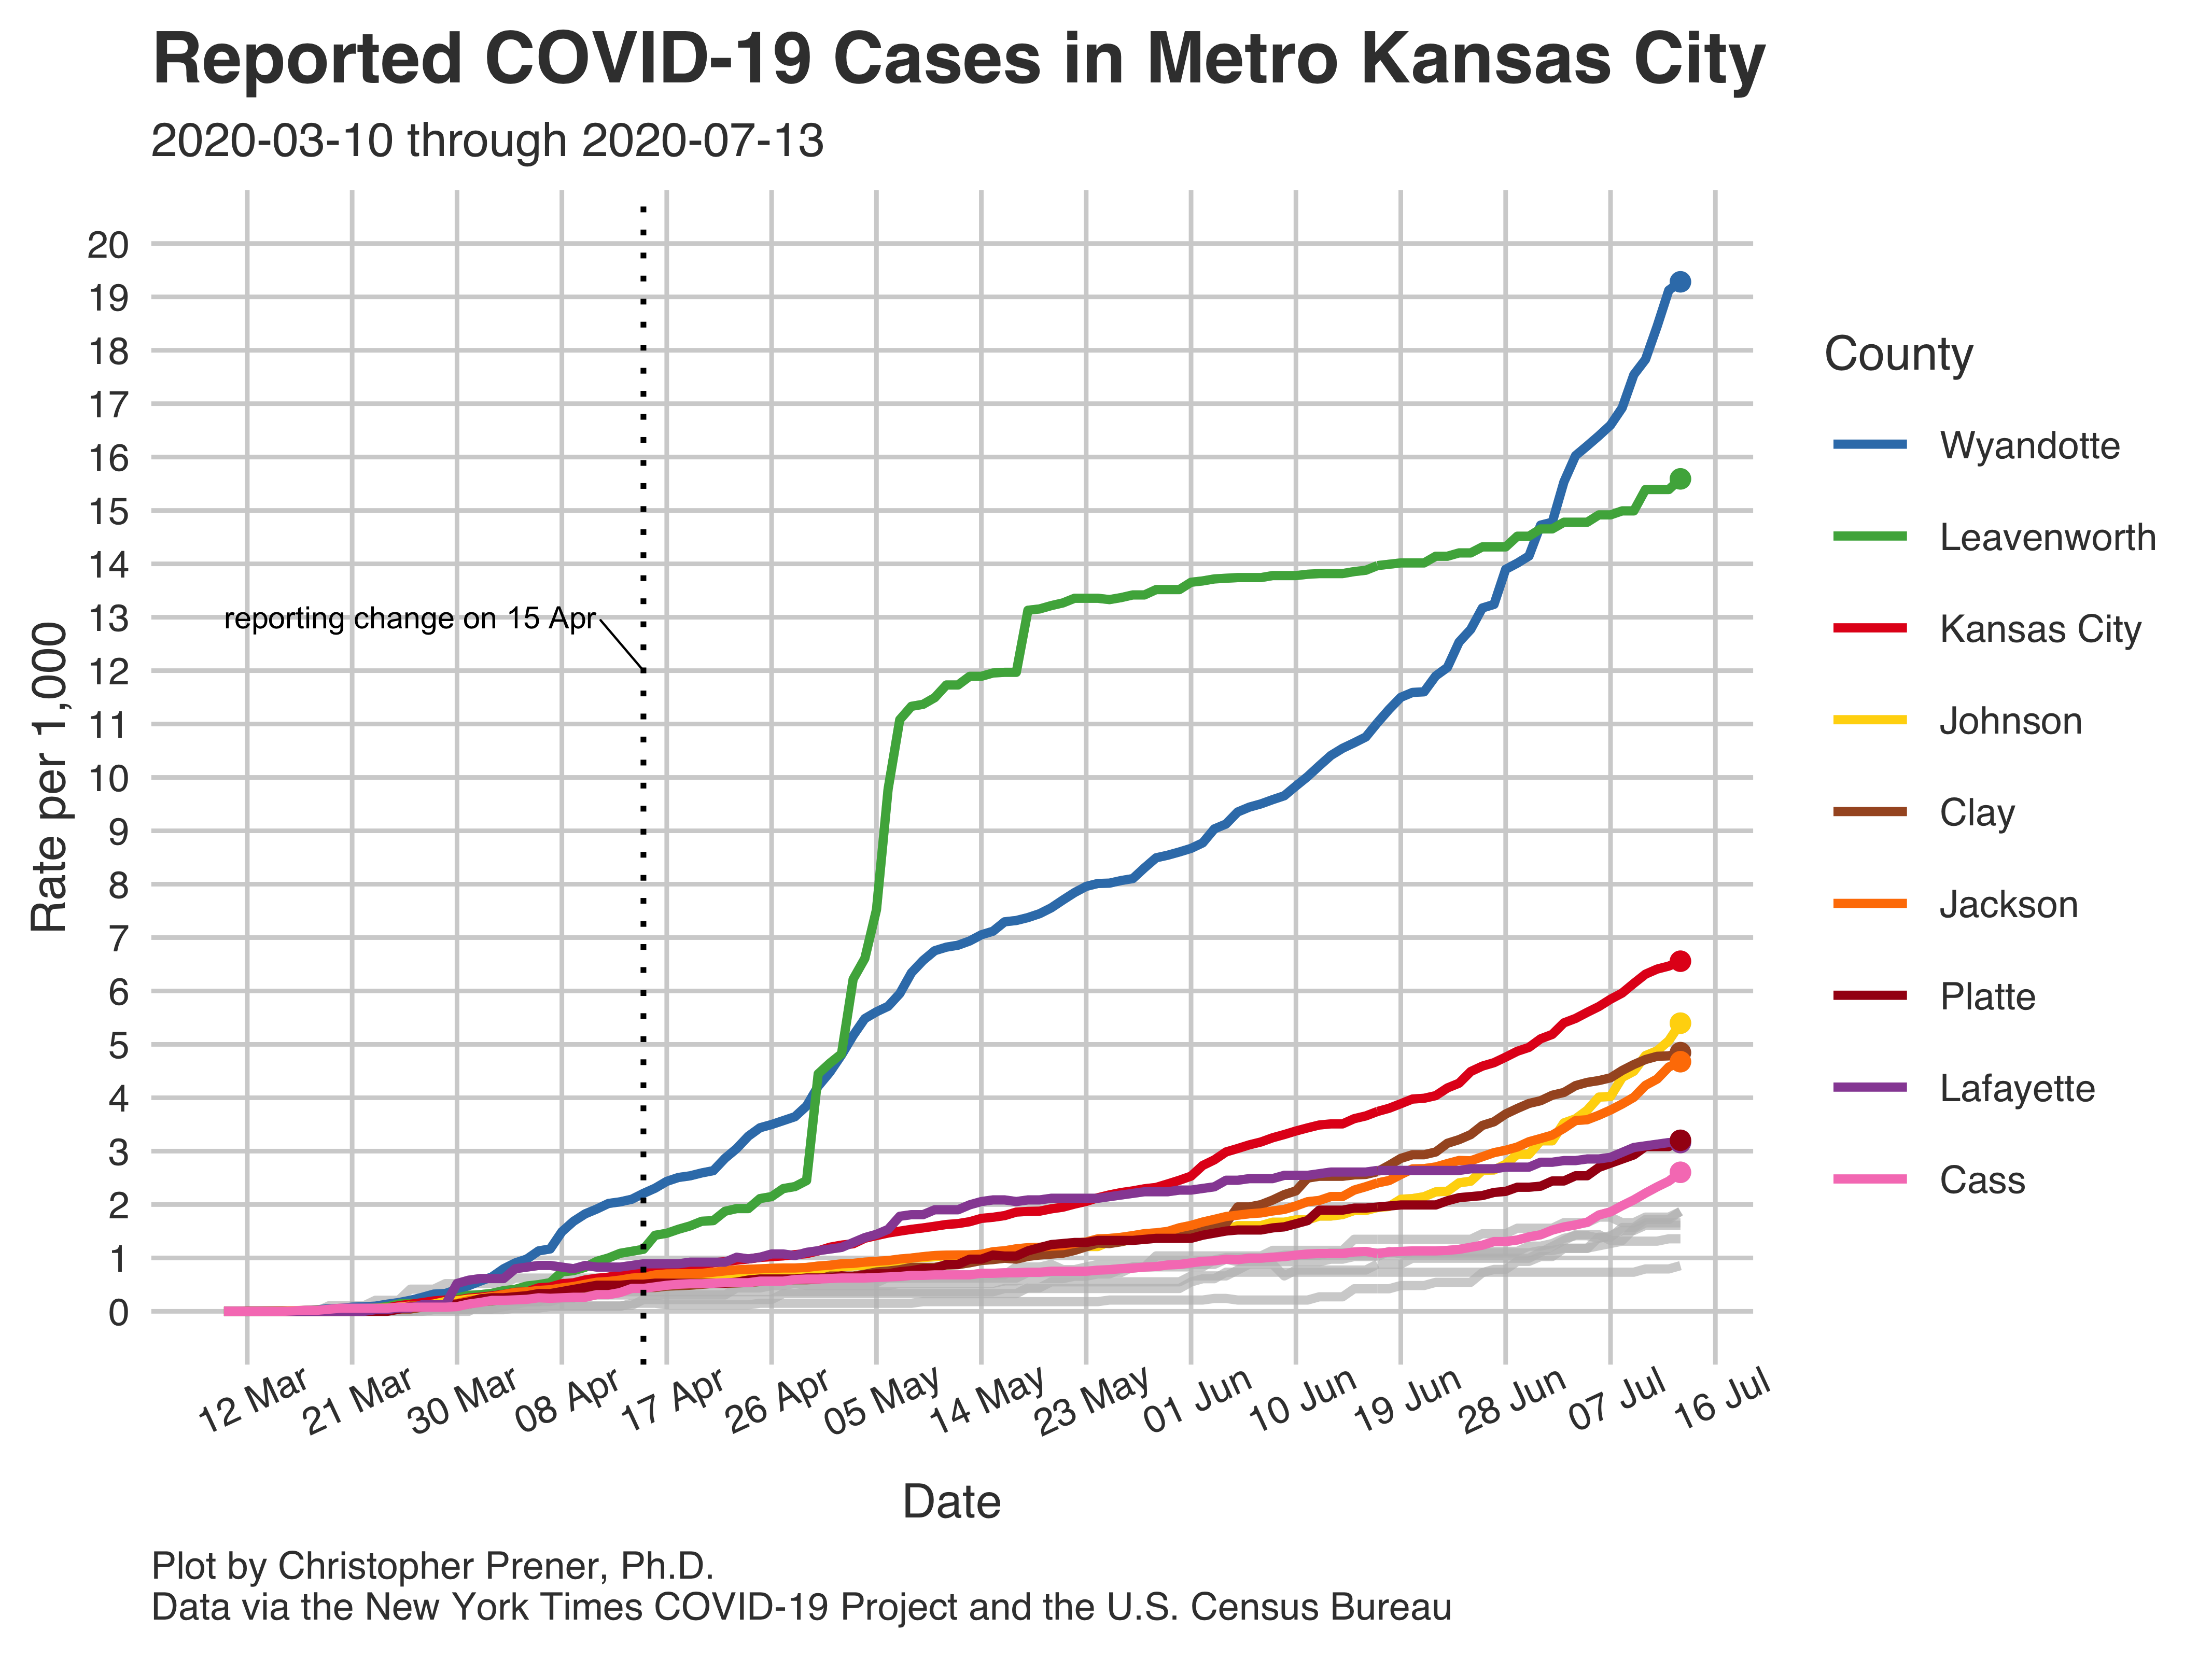 Reported COVID-19 Cases in Metro Kansas City
2020-03-10 through 2020-07-13
20
19
18
17
16
15
14
13
12
11
10
9
8
7
6
5
4
3
2
1
0
Rate per 1,000
reporting change on 15 Apr
12 Mar
21 Mar
30 Mar
08 Apr
17 Apr
26 Apr
05 May
14 May
23 May
01 Jun
10 Jun
19 Jun
28 Jun
07 Jul
16 Jul
Date
County
Wyandotte
Leavenworth
Kansas City
Johnson
Clay
Jackson
Platte
Lafayette
Cass
Plot by Christopher Prener, Ph.D.
Data via the New York Times COVID-19 Project and the U.S. Census Bureau